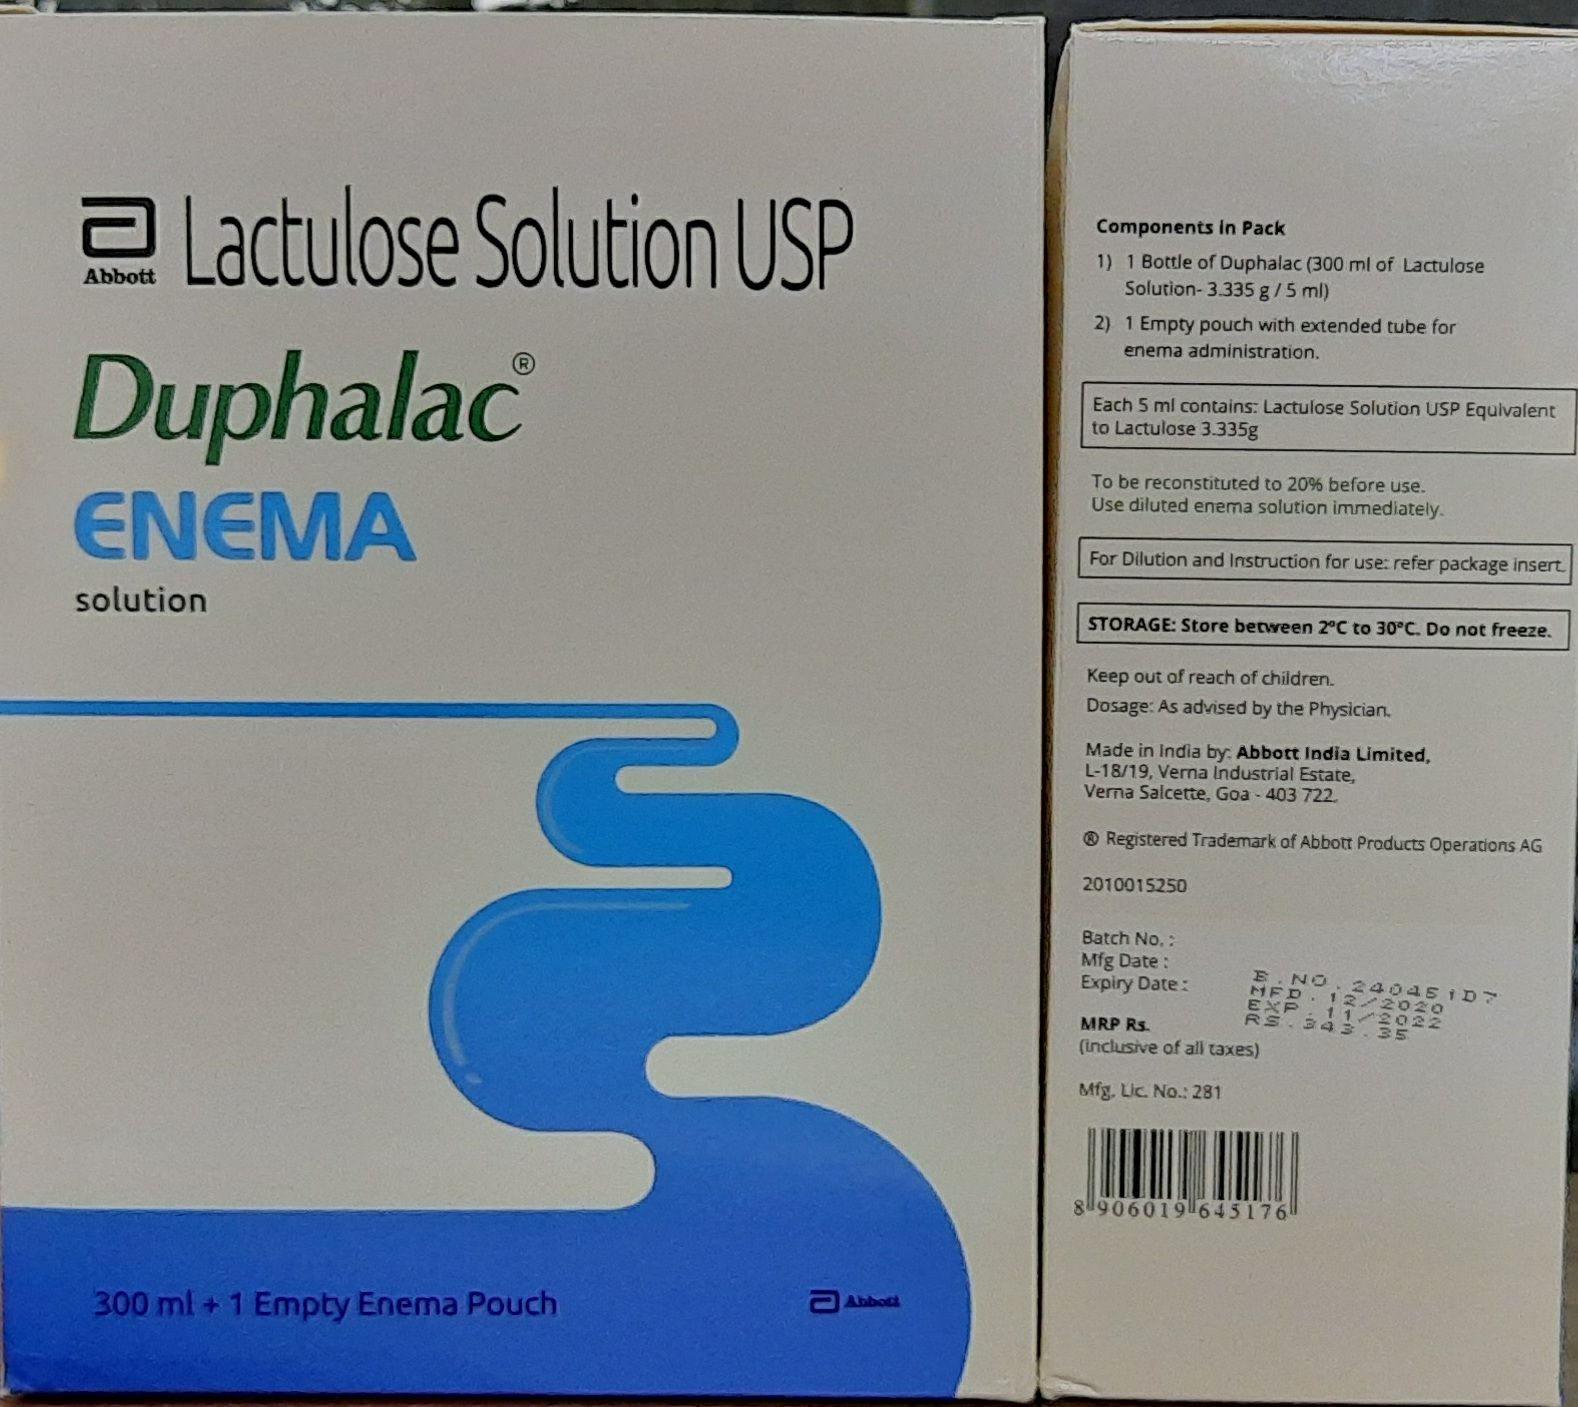 Abbott
Lactulose Solution USP
Duphalac®
ENEMA
solution
300 ml + 1 Empty Enema Pouch
Abbott
Components in Pack
1) 1 Bottle of Duphalac (300 ml of Lactulose
Solution- 3.335 g / 5 ml)
2) 1 Empty pouch with extended tube for
enema administration.
Each 5 ml contains: Lactulose Solution USP Equivalent
to Lactulose 3.335g
To be reconstituted to 20% before use.
Use diluted enema solution immediately.
For Dilution and Instruction for use: refer package insert.
STORAGE: Store between 2°C to 30°C. Do not freeze.
Keep out of reach of children.
Dosage: As advised by the Physician.
Made in India by: Abbott India Limited,
L-18/19, Verna Industrial Estate,
Verna Salcette, Goa - 403 722.
® Registered Trademark of Abbott Products Operations AG
2010015250
Batch No. :
Mfg Date :
Expiry Date :
B.NO.240451D7
MFD.12/2020
EXP.11/2022
RS.343.35
MRP Rs.
(inclusive of all taxes)
Mfg. Lic. No.: 281
8 906019 645176